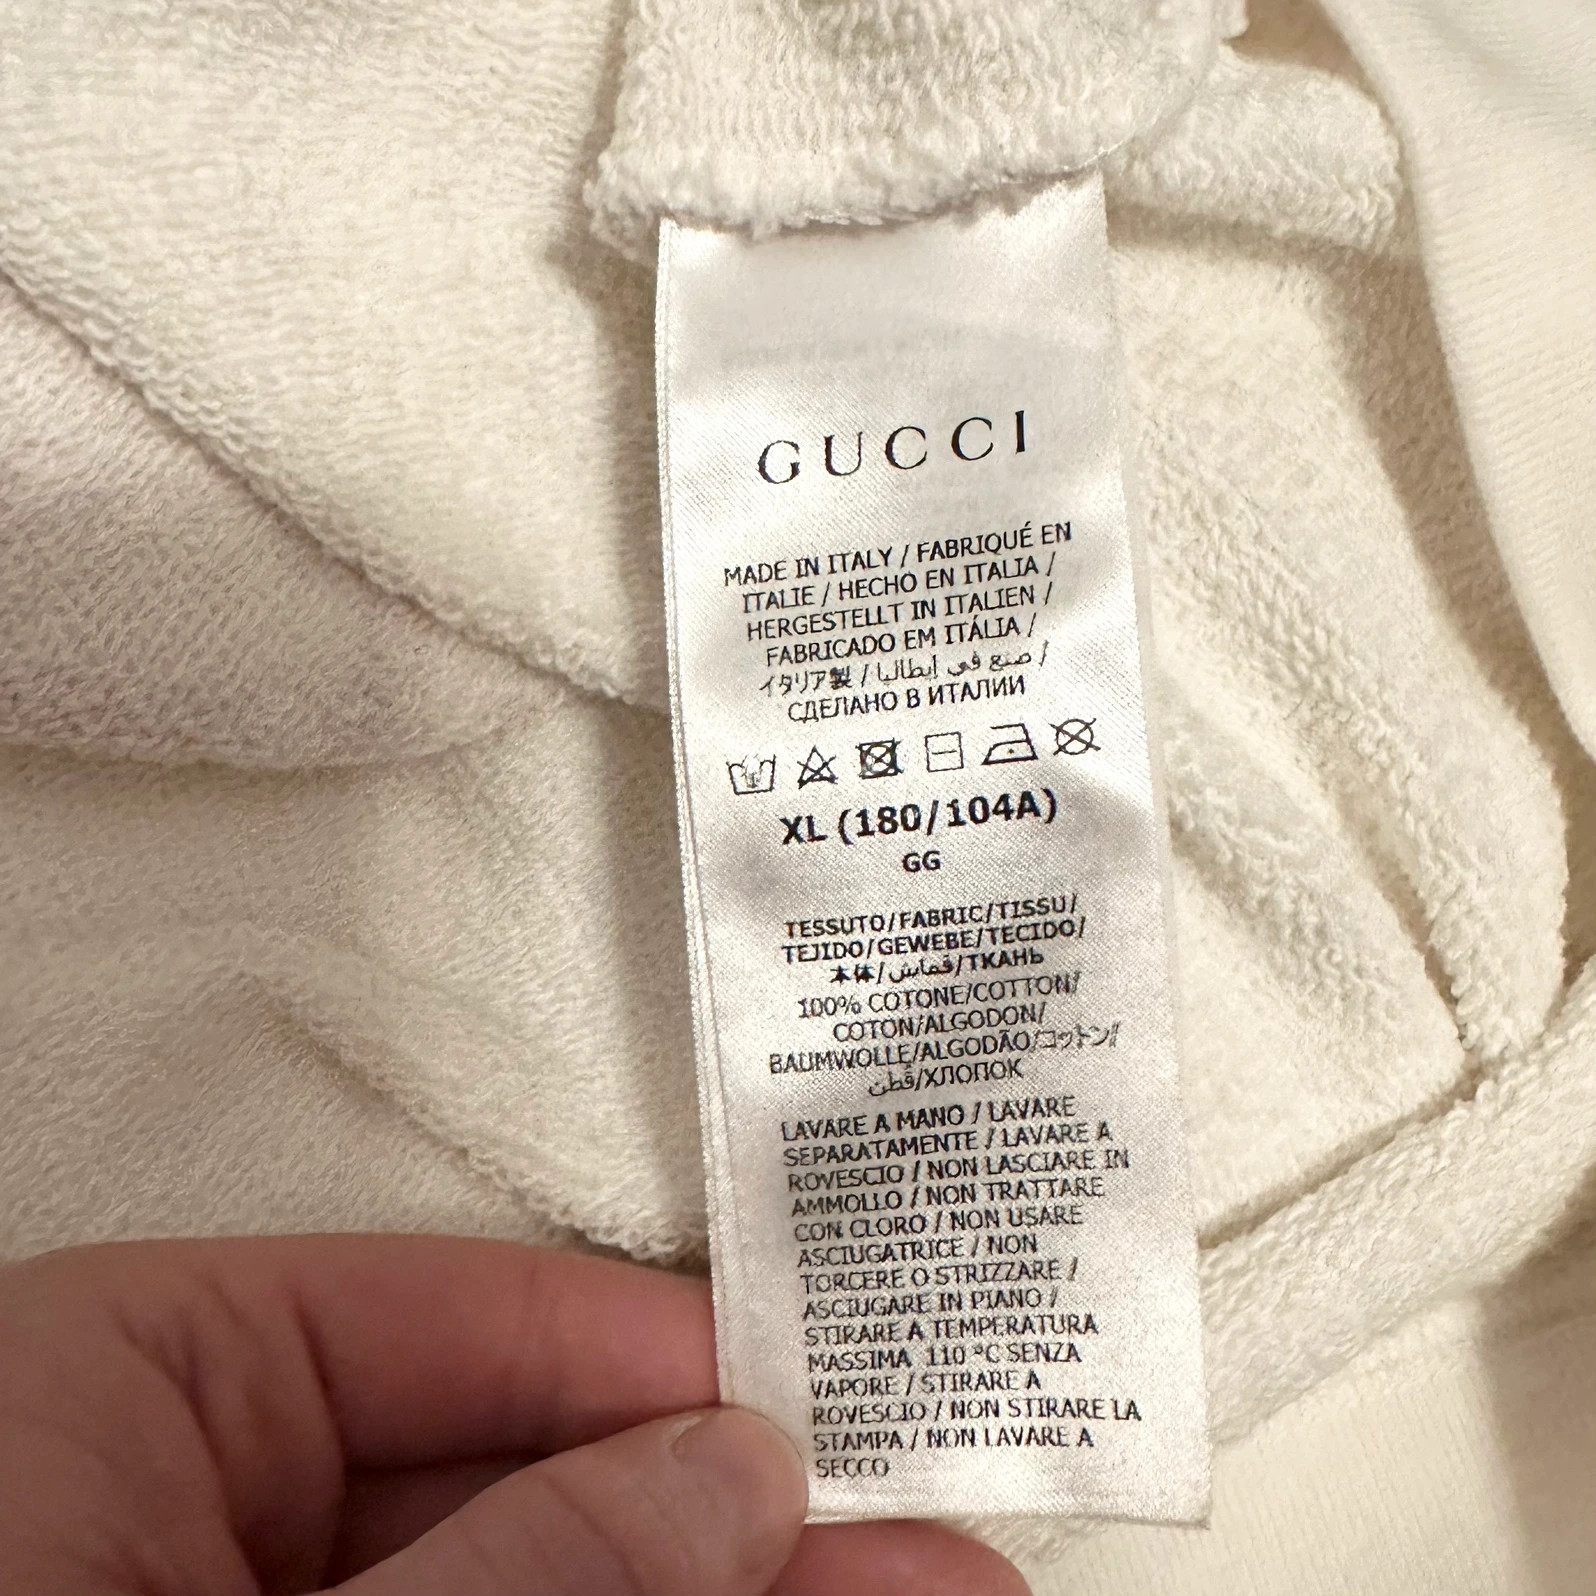 GUCCI
MADE IN ITALY / FABRIQUÉ EN
ITALIE / HECHO EN ITALIA /
HERGESTELLT IN ITALIEN /
FABRICADO EM ITÁLIA /
イタリア製 / صنع في إيطاليا /
СДЕЛАНО В ИТАЛИИ
XL (180/104A)
GG
TESSUTO/FABRIC/TISSU/
TEJIDO/GEWEBE/TECIDO/
本体/قماش/ТКАНЬ
100% COTONE/COTTON/
COTON/ALGODON/
BAUMWOLLE/ALGODÃO/コットン/
قُطن/ХЛОПОК
LAVARE A MANO / LAVARE
SEPARATAMENTE / LAVARE A
ROVESCIO / NON LASCIARE IN
AMMOLLO / NON TRATTARE
CON CLORO / NON USARE
ASCIUGATRICE / NON
TORCERE O STRIZZARE /
ASCIUGARE IN PIANO /
STIRARE A TEMPERATURA
MASSIMA 110 °C SENZA
VAPORE / STIRARE A
ROVESCIO / NON STIRARE LA
STAMPA / NON LAVARE A
SECCO